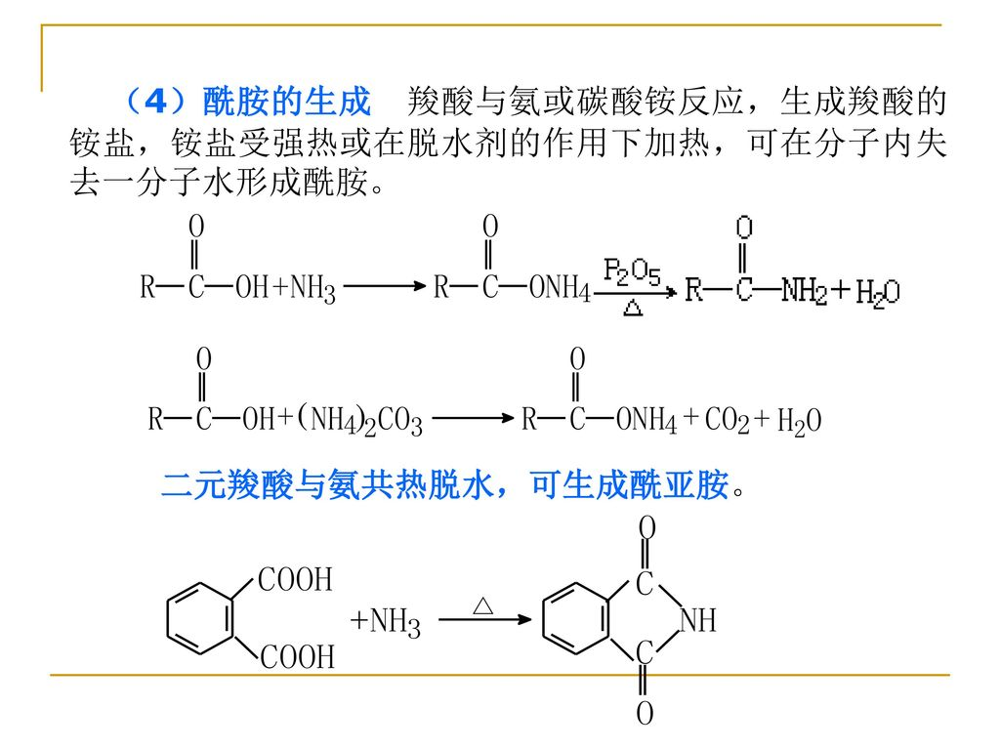 （4）酰胺的生成　羧酸与氨或碳酸铵反应，生成羧酸的
铵盐，铵盐受强热或在脱水剂的作用下加热，可在分子内失
去一分子水形成酰胺。
O O O
R C OH+NH3 R C ONH4 P2O5, △ R C NH2+H2O
O O
R C OH+(NH4)2CO3 R C ONH4+CO2+H2O
二元羧酸与氨共热脱水，可生成酰亚胺。
O
COOH C
+NH3 △ NH
COOH C
O